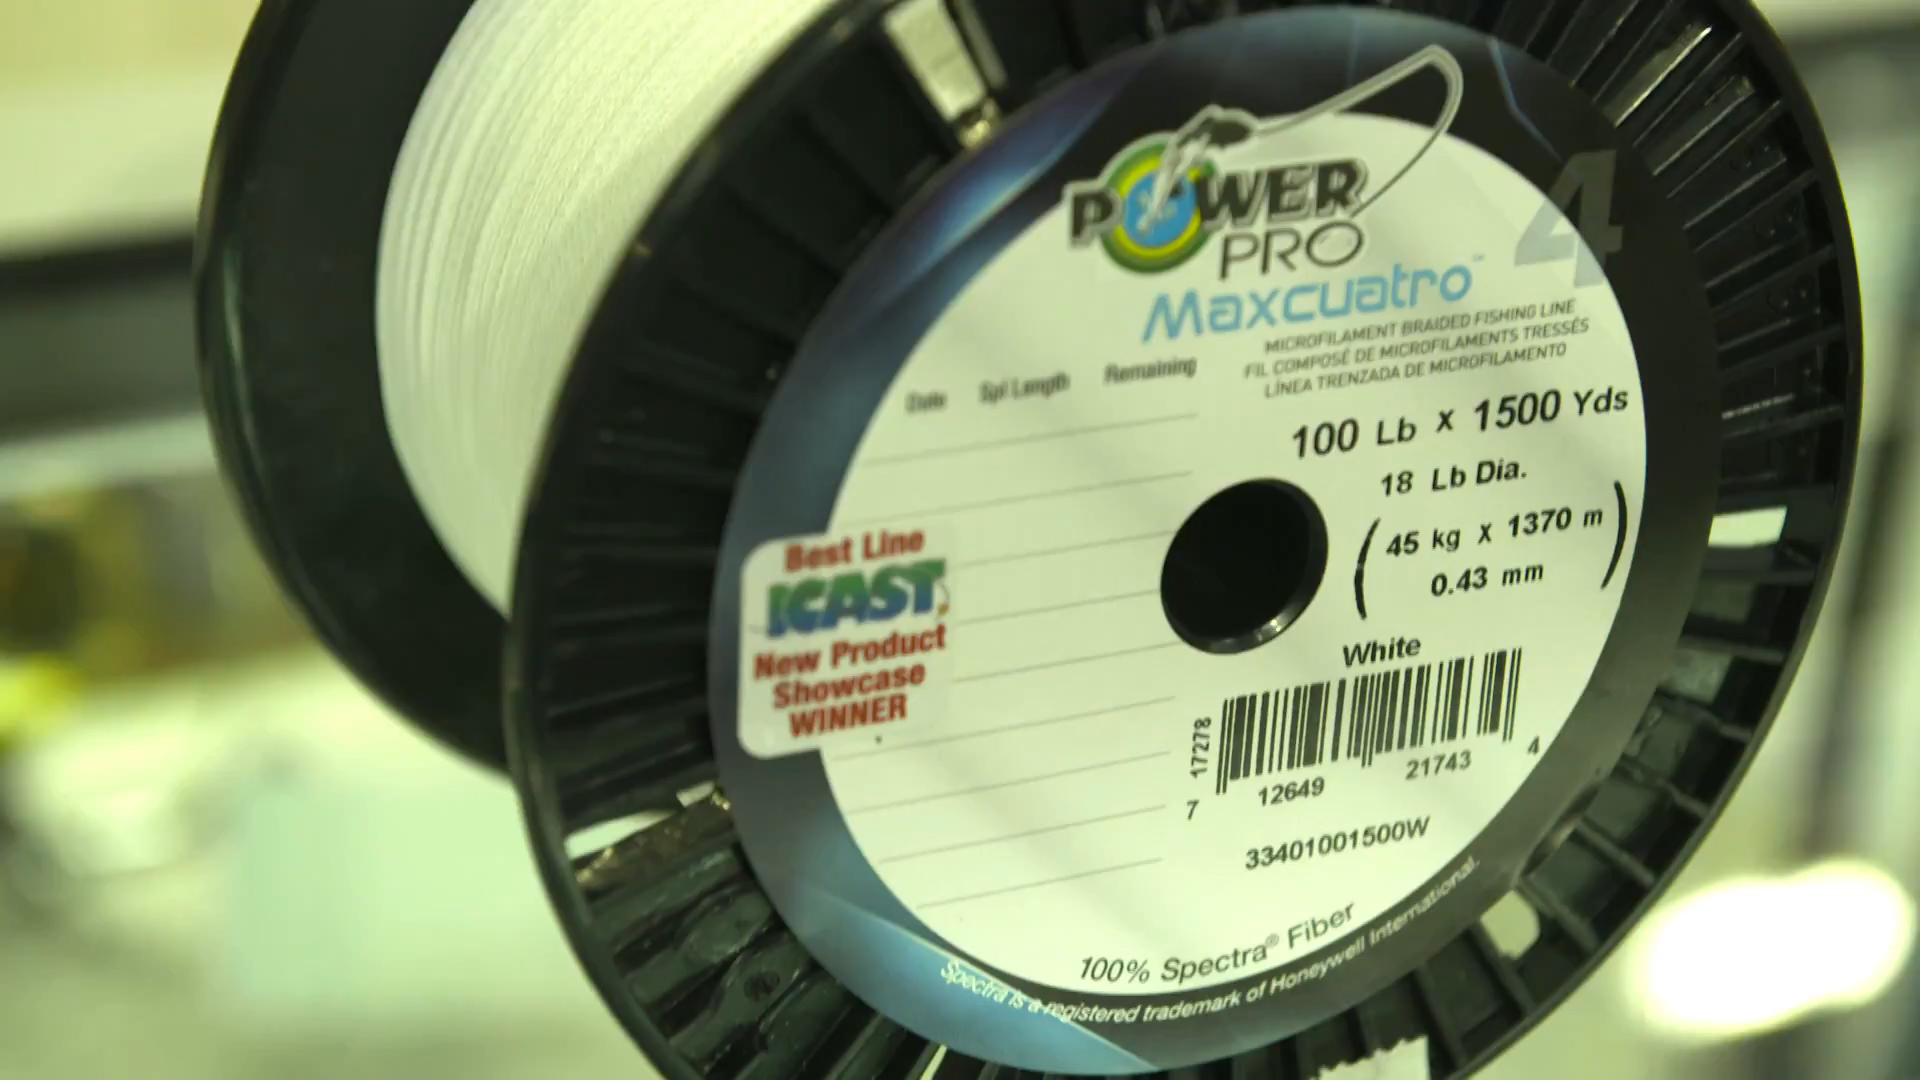 4
POWER
PRO
Maxcuatro™
MICROFILAMENT BRAIDED FISHING LINE
FIL COMPOSÉ DE MICROFILAMENTS TRESSÉS
LÍNEA TRENZADA DE MICROFILAMENTO
Date Spl Length Remaining
100 Lb x 1500 Yds
18 Lb Dia.
(45 kg x 1370 m
0.43 mm)
White
Best Line
ICAST
New Product
Showcase
WINNER
17278
7 12649 21743 4
33401001500W
100% Spectra® Fiber
Spectra is a registered trademark of Honeywell International.